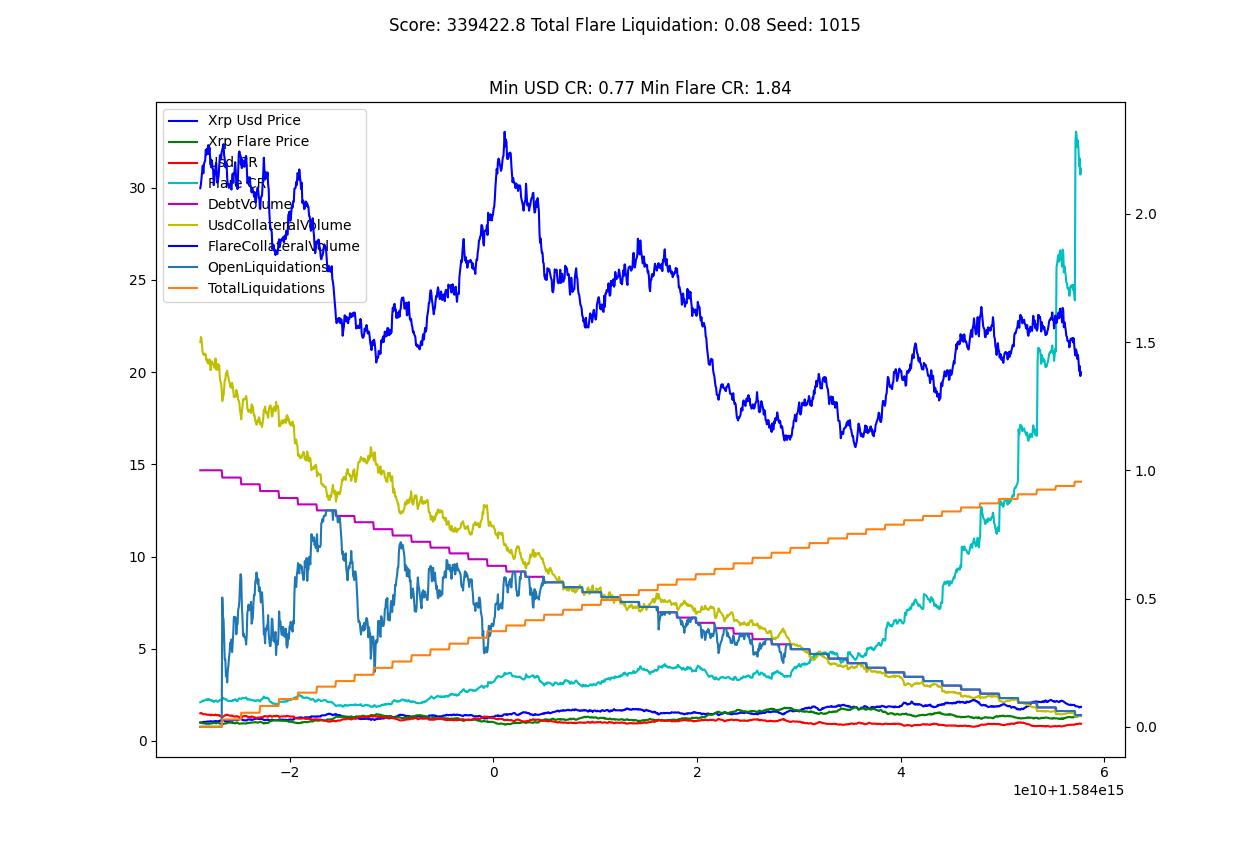 Score: 339422.8 Total Flare Liquidation: 0.08 Seed: 1015
Min USD CR: 0.77 Min Flare CR: 1.84
Xrp Usd Price
Xrp Flare Price
Usd CR
Flare CR
DebtVolume
UsdCollateralVolume
FlareCollateralVolume
OpenLiquidations
TotalLiquidations
30
25
20
15
10
5
0
2.0
1.5
1.0
0.5
0.0
−2
0
2
4
6
1e10+1.584e15